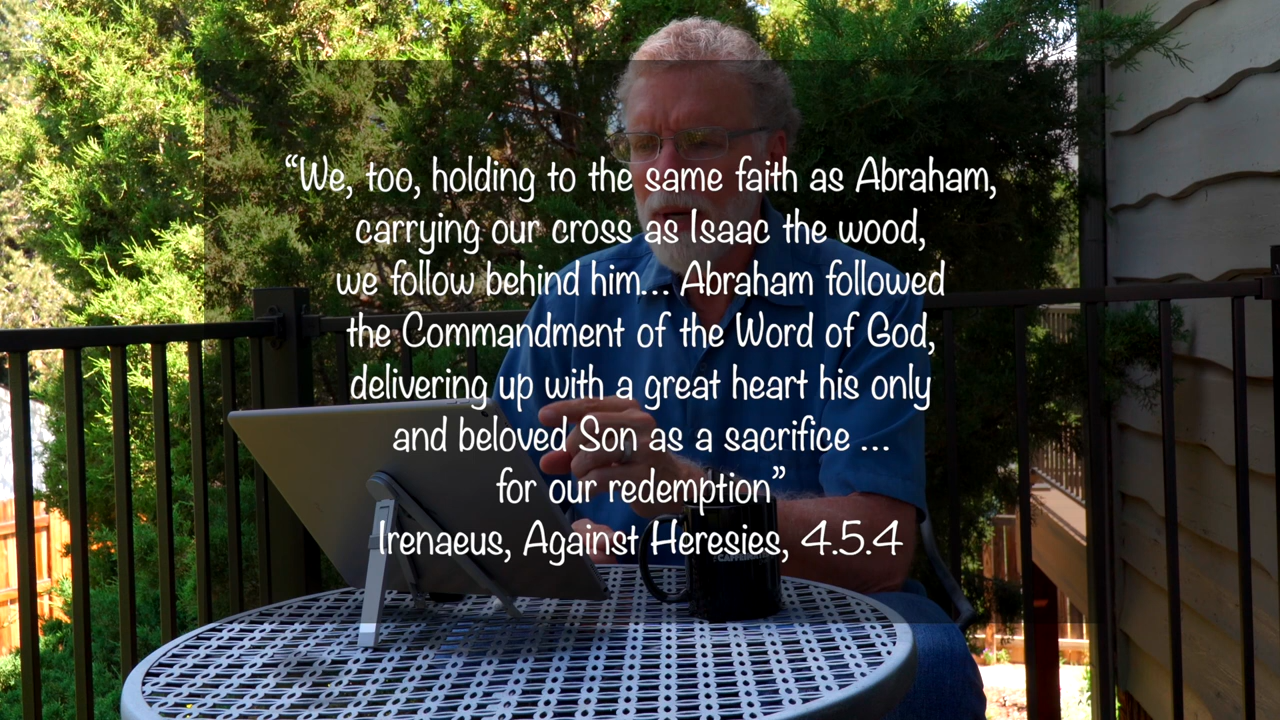 “We, too, holding to the same faith as Abraham,
carrying our cross as Isaac the wood,
we follow behind him... Abraham followed
the Commandment of the Word of God,
delivering up with a great heart his only
and beloved Son as a sacrifice ...
for our redemption”
Irenaeus, Against Heresies, 4.5.4